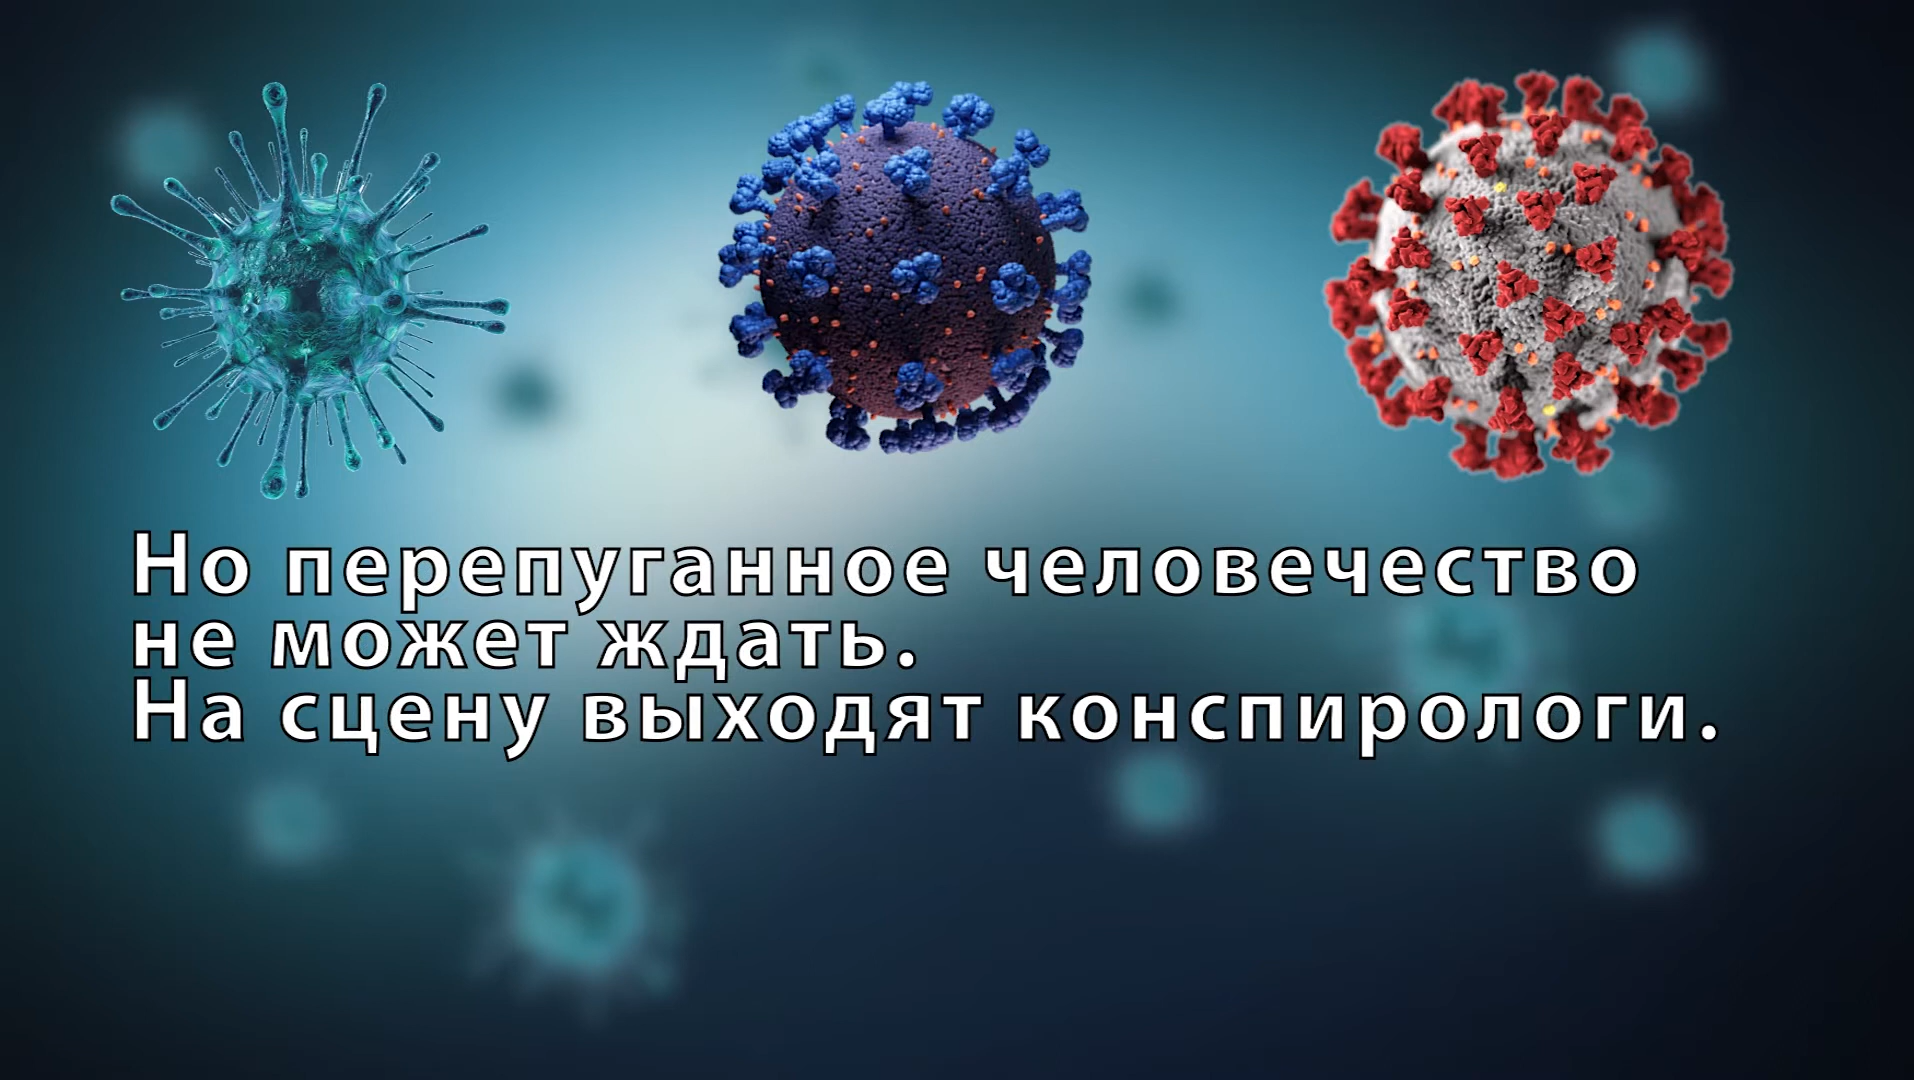 Но перепуганное человечество
не может ждать.
На сцену выходят конспирологи.